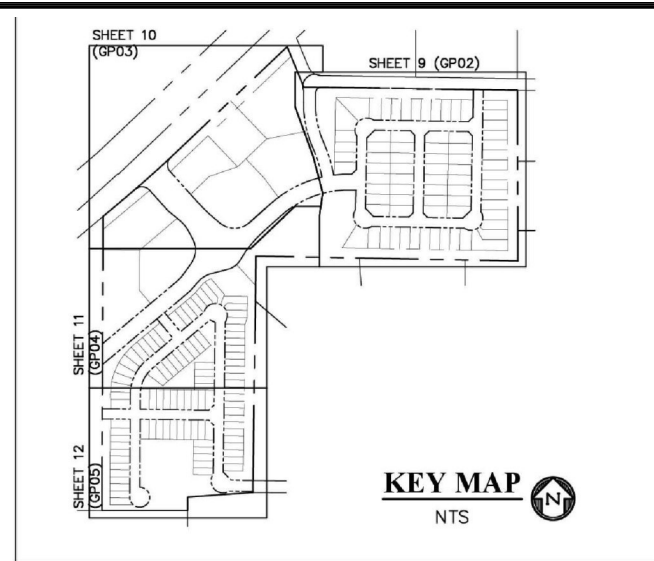 SHEET 10
(GP03)
SHEET 9 (GP02)
SHEET 11
(GP04)
SHEET 12
(GP05)
KEY MAP
NTS
N